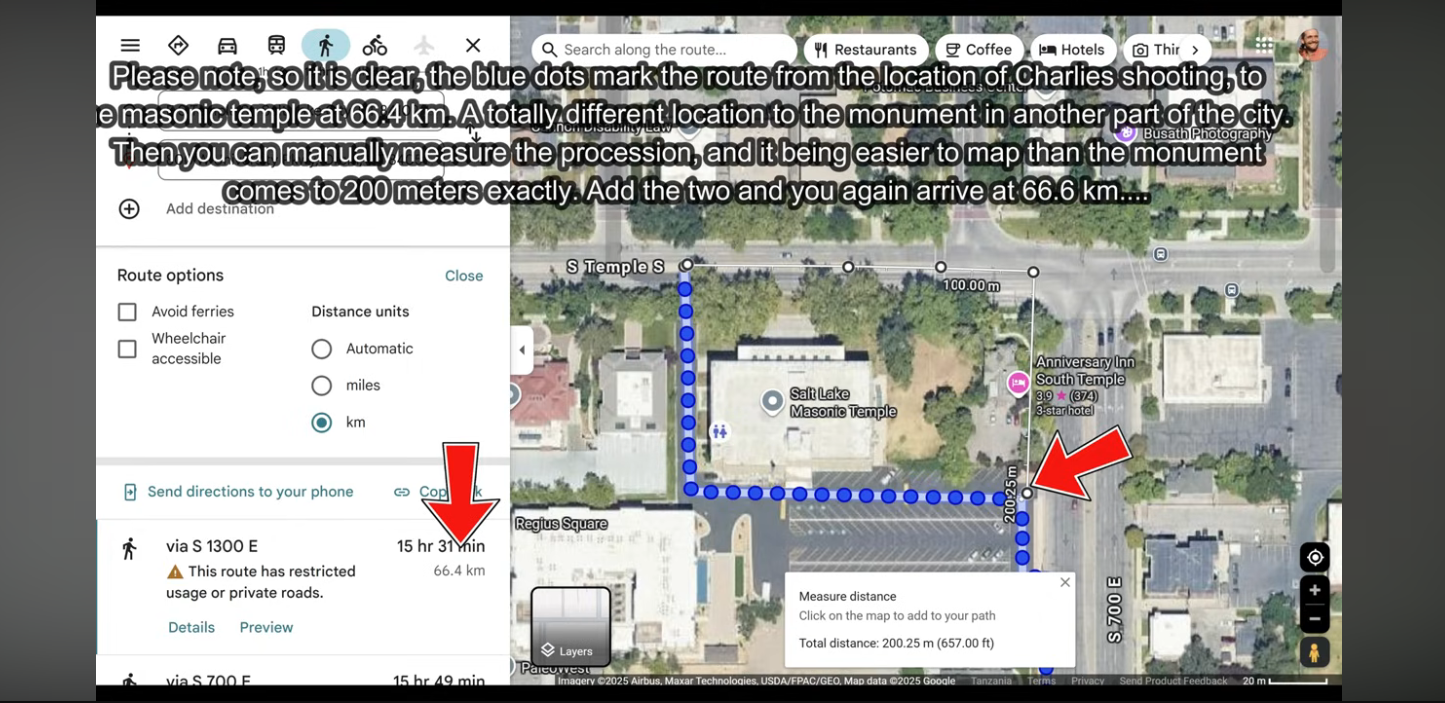 Search along the route...
Restaurants
Coffee
Hotels
Please note, so it is clear, the blue dots mark the route from the location of Charlies shooting, to
e masonic temple at 66.4 km. A totally different location to the monument in another part of the city.
Then you can manually measure the procession, and it being easier to map than the monument
comes to 200 meters exactly. Add the two and you again arrive at 66.6 km....
Busath Photography
Add destination
Route options
Close
Avoid ferries
Wheelchair
accessible
Distance units
Automatic
miles
km
Send directions to your phone
via S 1300 E
15 hr 31 min
66.4 km
This route has restricted
usage or private roads.
Details
Preview
via S 700 E
15 hr 49 min
S Temple S
100.00 m
Anniversary Inn
South Temple
3.9 ★ (374)
3-star hotel
Salt Lake
Masonic Temple
200.25 m
Regius Square
S 700 E
Layers
PaleoWest
Measure distance
Click on the map to add to your path
Total distance: 200.25 m (657.00 ft)
Imagery ©2025 Airbus, Maxar Technologies, USDA/FPAC/GEO, Map data ©2025 Google
Tanzania
Terms
Privacy
Send Product Feedback
20 m